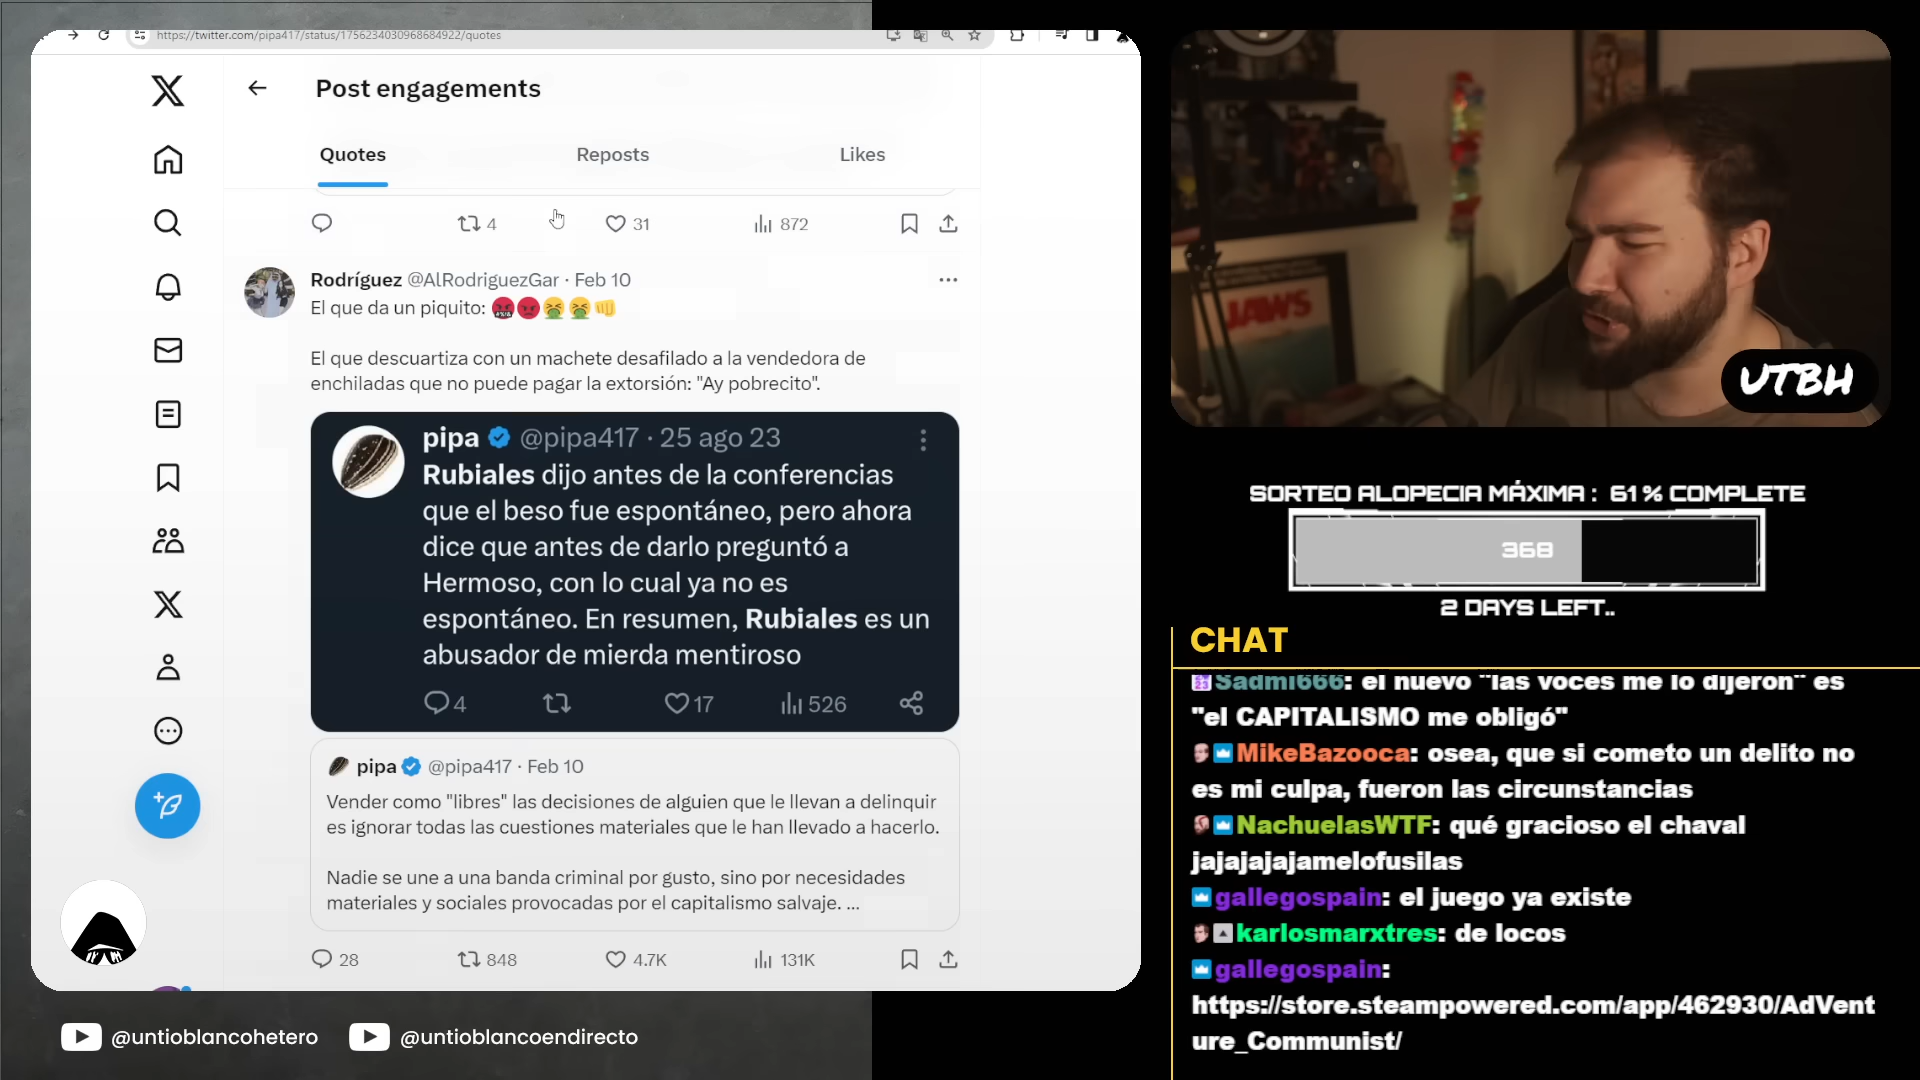 https://twitter.com/pipa417/status/1756234030968684922/quotes
Post engagements
Quotes
Reposts
Likes
4
31
872
Rodríguez @AlRodriguezGar · Feb 10
El que da un piquito: 🤬😡🤮🤮👊
El que descuartiza con un machete desafilado a la vendedora de
enchiladas que no puede pagar la extorsión: "Ay pobrecito".
pipa @pipa417 · 25 ago 23
Rubiales dijo antes de la conferencias
que el beso fue espontáneo, pero ahora
dice que antes de darlo preguntó a
Hermoso, con lo cual ya no es
espontáneo. En resumen, Rubiales es un
abusador de mierda mentiroso
4
17
526
pipa @pipa417 · Feb 10
Vender como "libres" las decisiones de alguien que le llevan a delinquir
es ignorar todas las cuestiones materiales que le han llevado a hacerlo.
Nadie se une a una banda criminal por gusto, sino por necesidades
materiales y sociales provocadas por el capitalismo salvaje. ...
28
848
4.7K
131K
@untioblancohetero
@untioblancoendirecto
JAWS
UTBH
SORTEO ALOPECIA MÁXIMA : 61% COMPLETE
368
2 DAYS LEFT..
CHAT
Sadmi666: el nuevo "las voces me lo dijeron" es
"el CAPITALISMO me obligó"
MikeBazooca: osea, que si cometo un delito no
es mi culpa, fueron las circunstancias
NachuelasWTF: qué gracioso el chaval
jajajajajamelofusilas
gallegospain: el juego ya existe
karlosmarxtres: de locos
gallegospain:
https://store.steampowered.com/app/462930/AdVent
ure_Communist/